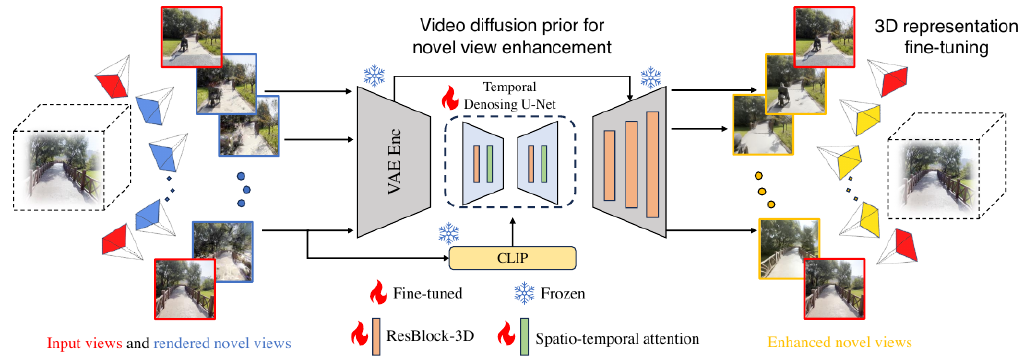 Video diffusion prior for
novel view enhancement
3D representation
fine-tuning
Temporal
Denosing U-Net
VAE Enc
CLIP
Fine-tuned
Frozen
ResBlock-3D
Spatio-temporal attention
Input views and rendered novel views
Enhanced novel views